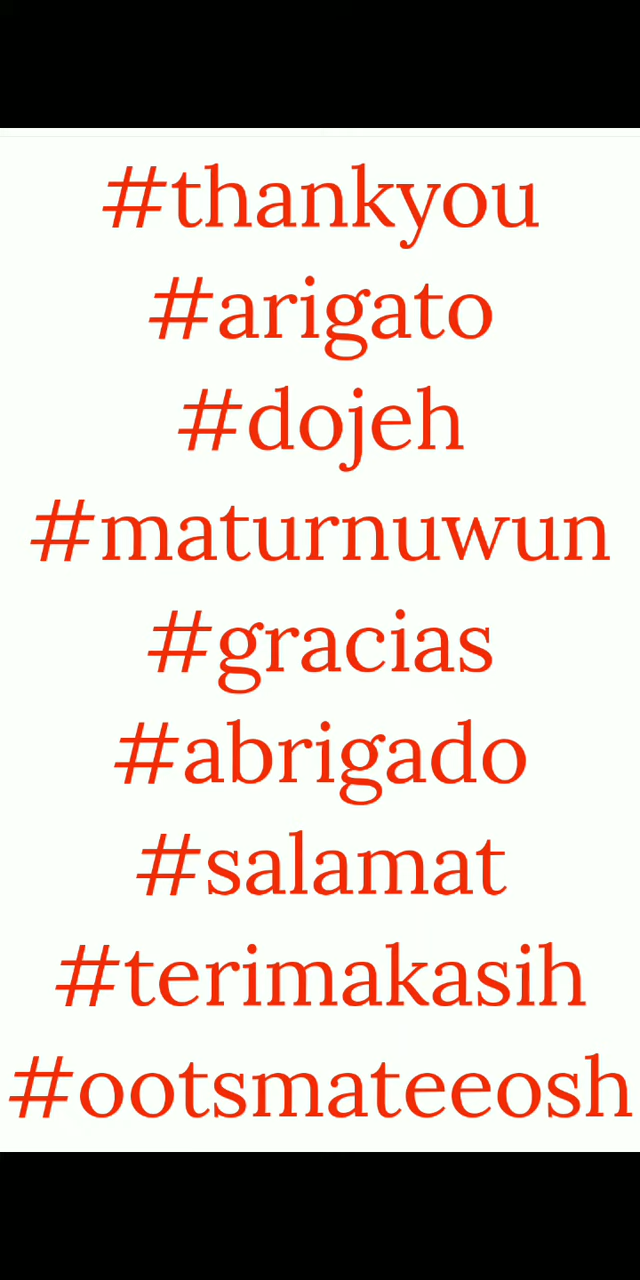 #thankyou
#arigato
#dojeh
#maturnuwun
#gracias
#abrigado
#salamat
#terimakasih
#ootsmateeosh